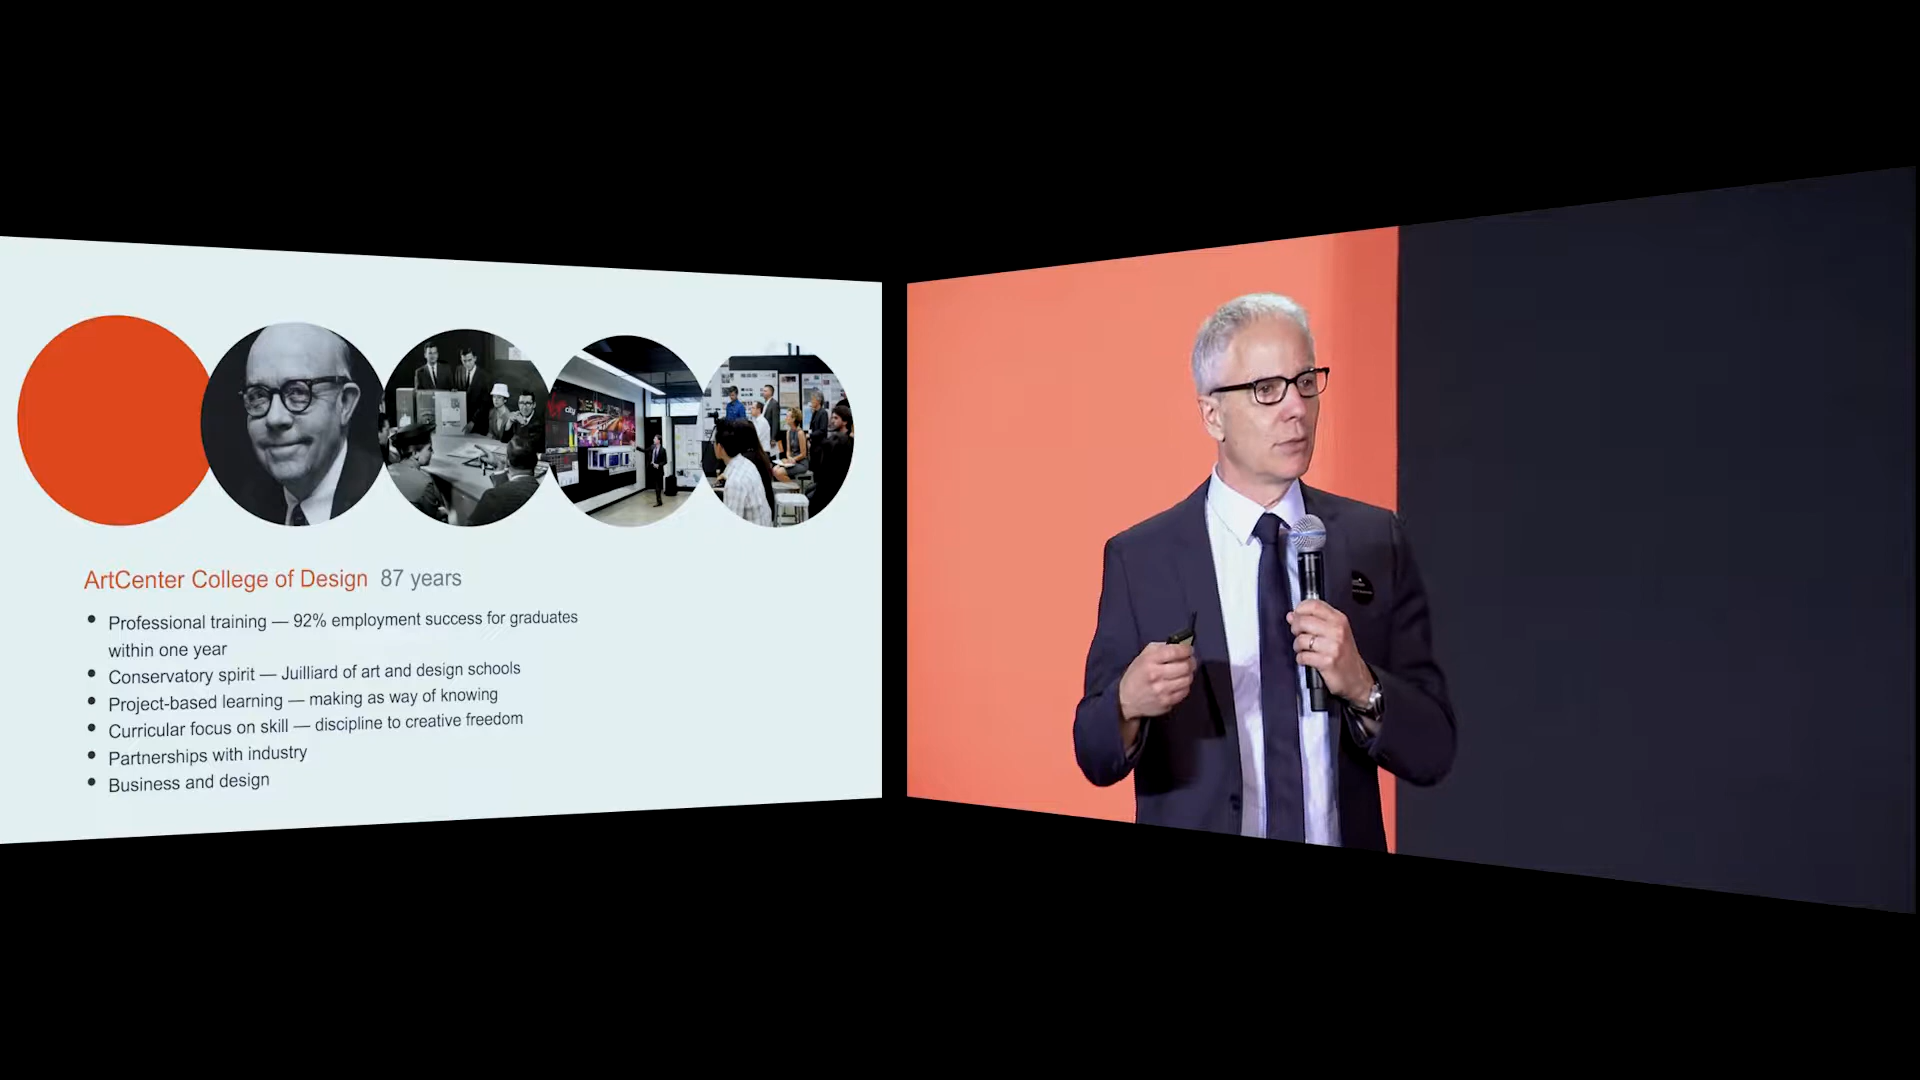 ArtCenter College of Design 87 years
• Professional training — 92% employment success for graduates
within one year
• Conservatory spirit — Juilliard of art and design schools
• Project-based learning — making as way of knowing
• Curricular focus on skill — discipline to creative freedom
• Partnerships with industry
• Business and design